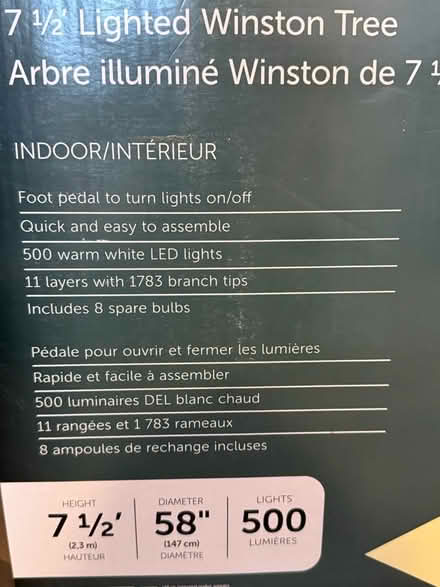 7 ½' Lighted Winston Tree
Arbre illuminé Winston de 7
INDOOR/INTÉRIEUR
Foot pedal to turn lights on/off
Quick and easy to assemble
500 warm white LED lights
11 layers with 1783 branch tips
Includes 8 spare bulbs
Pédale pour ouvrir et fermer les lumières
Rapide et facile à assembler
500 luminaires DEL blanc chaud
11 rangées et 1 783 rameaux
8 ampoules de rechange incluses
HEIGHT
7 ½'
(2,3 m)
HAUTEUR
DIAMETER
58"
(147 cm)
DIAMÈTRE
LIGHTS
500
LUMIÈRES